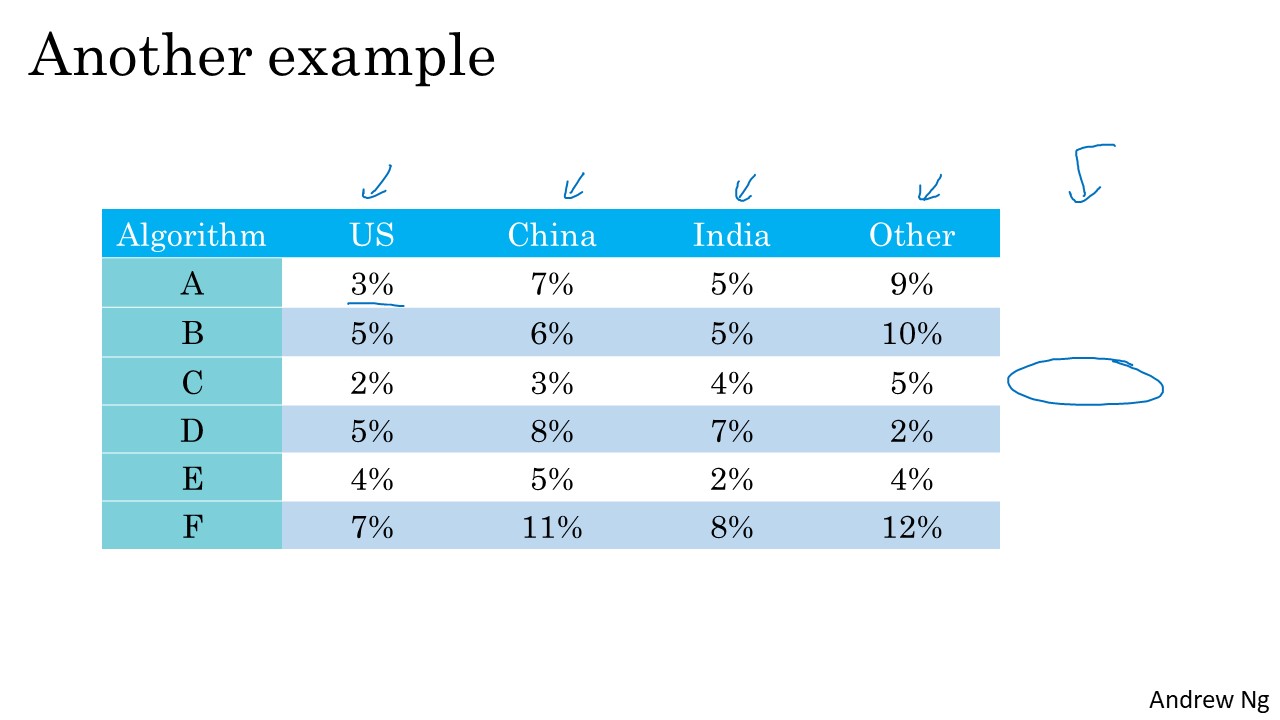 Another example
Algorithm US China India Other
A 3% 7% 5% 9%
B 5% 6% 5% 10%
C 2% 3% 4% 5%
D 5% 8% 7% 2%
E 4% 5% 2% 4%
F 7% 11% 8% 12%
Andrew Ng